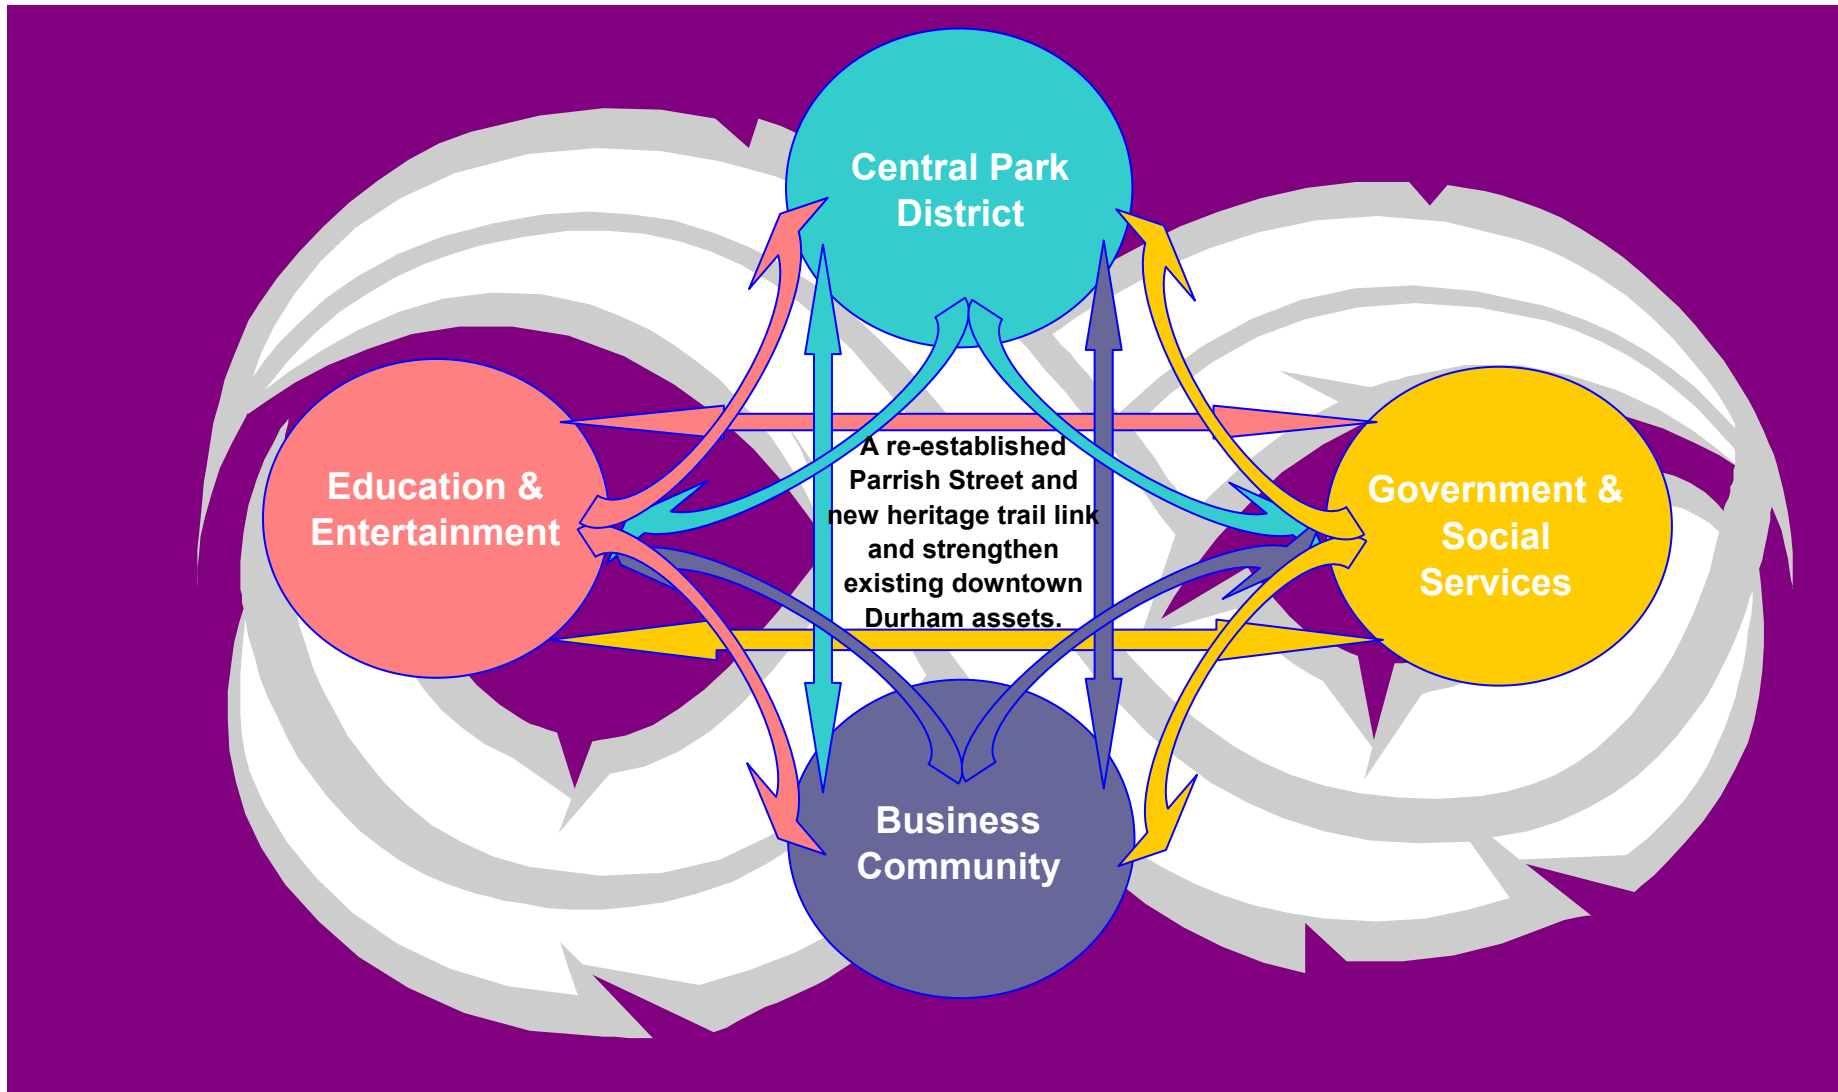 Central Park
District
Education &
Entertainment
A re-established
Parrish Street and
new heritage trail link
and strengthen
existing downtown
Durham assets.
Government &
Social
Services
Business
Community